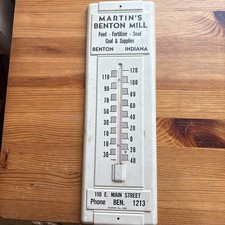 MARTIN'S
BENTON MILL
Feed - Fertilizer - Seed
Coal & Supplies
BENTON INDIANA
120
110 100
90 80
70 60
50 40
30 20
10 0
10 20
30 40
110 E. MAIN STREET
Phone BEN. 1213